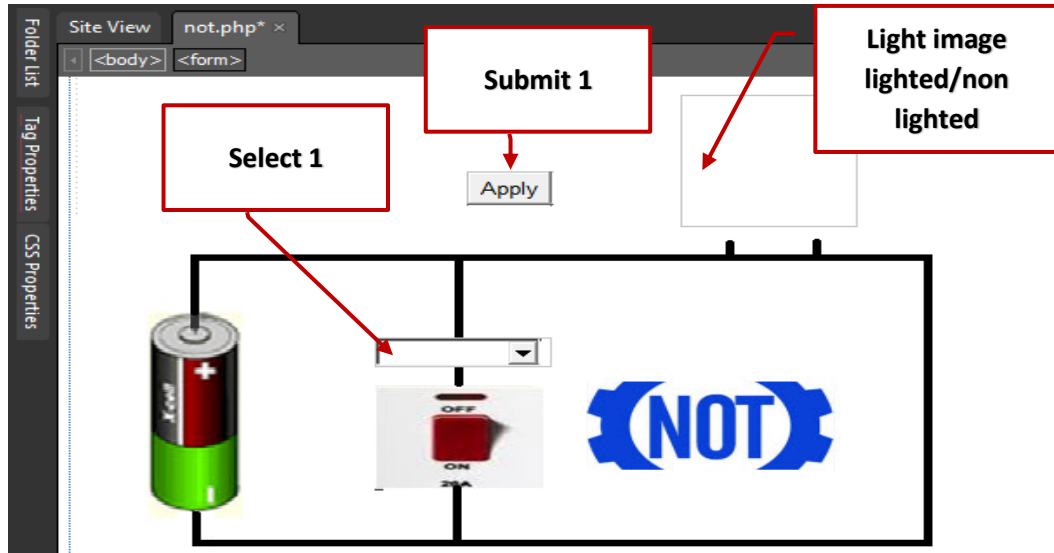 Site View
not.php* ×
<body> <form>
Folder List
Tag Properties
CSS Properties
Submit 1
Light image
lighted/non
lighted
Select 1
Apply
X cell
+
OFF
ON
20A
NOT